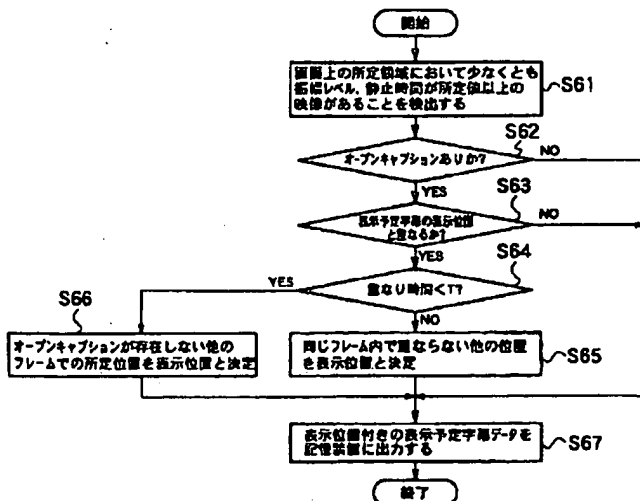 開始
画面上の所定領域において少なくとも
振幅レベル,静止時間が所定値以上の
映像があることを検出する
S61
S62
オープンキャプションありか?
NO
YES
S63
表示予定字幕の表示位置
と重なるか?
NO
YES
S64
重なり時間<T?
YES
NO
S66
オープンキャプションが存在しない他の
フレームでの所定位置を表示位置と決定
同じフレーム内で重ならない他の位置
を表示位置と決定
S65
表示位置付きの表示予定字幕データを
記憶装置に出力する
S67
終了